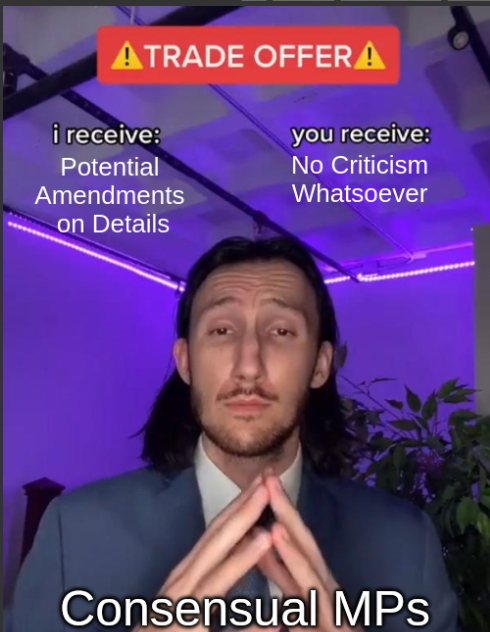 ⚠️TRADE OFFER⚠️
i receive:
you receive:
Potential
Amendments
on Details
No Criticism
Whatsoever
Consensual MPs